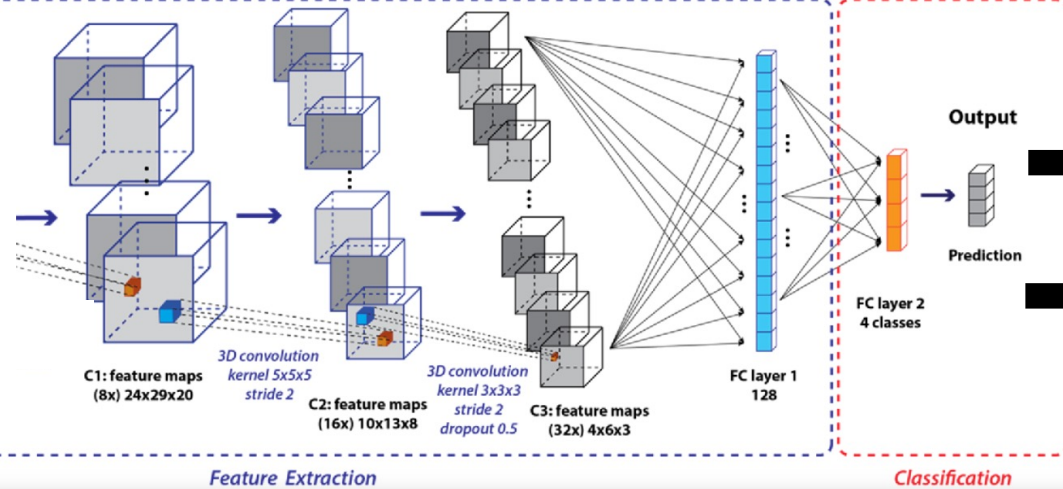 Output
Prediction
FC layer 2
4 classes
3D convolution
kernel 5x5x5
stride 2
3D convolution
kernel 3x3x3
stride 2
dropout 0.5
C1: feature maps
(8x) 24x29x20
C2: feature maps
(16x) 10x13x8
C3: feature maps
(32x) 4x6x3
FC layer 1
128
Feature Extraction
Classification